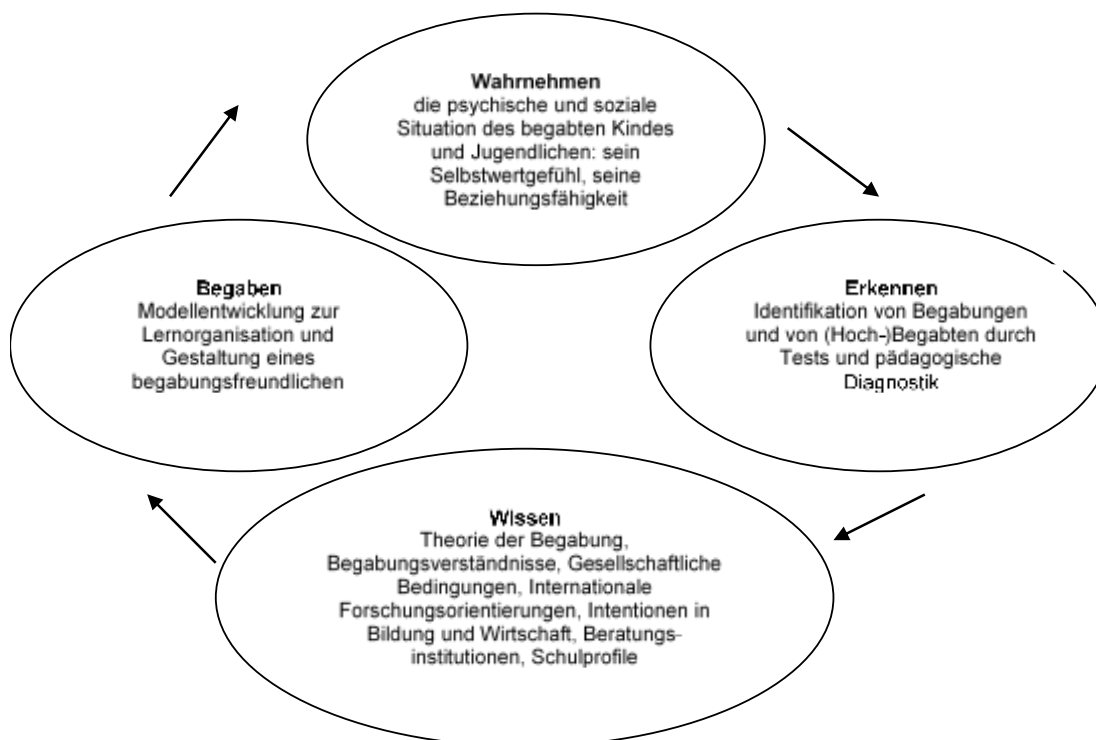 Wahrnehmen
die psychische und soziale
Situation des begabten Kindes
und Jugendlichen: sein
Selbstwertgefühl, seine
Beziehungsfähigkeit
Begaben
Modellentwicklung zur
Lernorganisation und
Gestaltung eines
begabungsfreundlichen
Erkennen
Identifikation von Begabungen
und von (Hoch-)Begabten durch
Tests und pädagogische
Diagnostik
Wissen
Theorie der Begabung,
Begabungsverständnisse, Gesellschaftliche
Bedingungen, Internationale
Forschungsorientierungen, Intentionen in
Bildung und Wirtschaft, Beratungs-
institutionen, Schulprofile